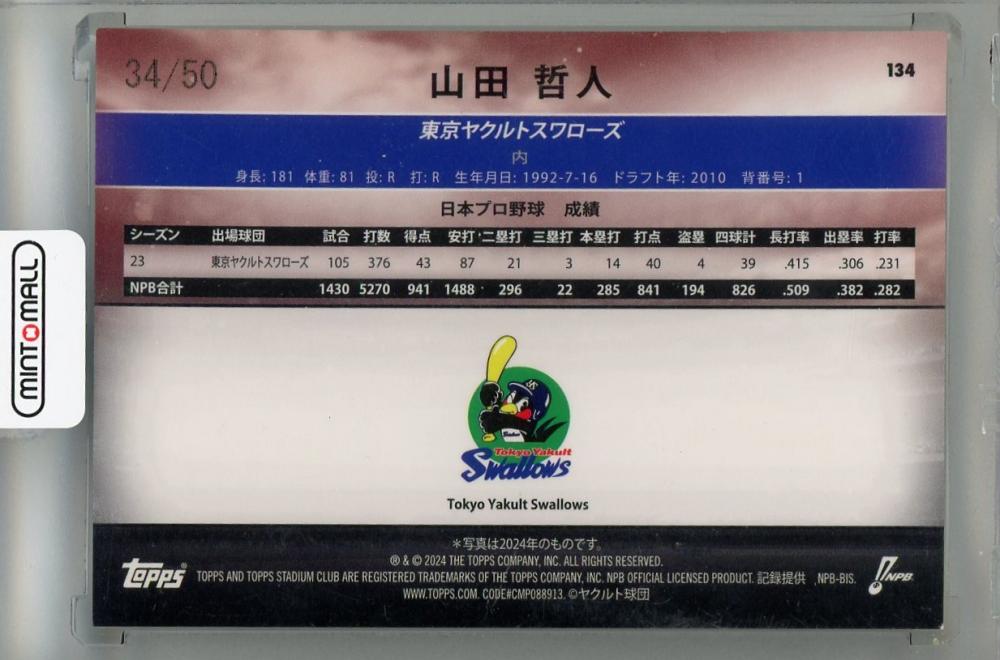 34/50
山田 哲人
134
東京ヤクルトスワローズ
内
身長: 181 体重: 81 投: R 打: R 生年月日: 1992-7-16 ドラフト年: 2010 背番号: 1
日本プロ野球 成績
シーズン 出場球団 試合 打数 得点 安打 二塁打 三塁打 本塁打 打点 盗塁 四球計 長打率 出塁率 打率
23 東京ヤクルトスワローズ 105 376 43 87 21 3 14 40 4 39 .415 .306 .231
NPB合計 1430 5270 941 1488 296 22 285 841 194 826 .509 .382 .282
MINTOMALL
Tokyo Yakult
Swallows
Tokyo Yakult Swallows
＊写真は2024年のものです。
® & © 2024 THE TOPPS COMPANY, INC. ALL RIGHTS RESERVED.
topps
TOPPS AND TOPPS STADIUM CLUB ARE REGISTERED TRADEMARKS OF THE TOPPS COMPANY, INC. NPB OFFICIAL LICENSED PRODUCT. 記録提供 NPB-BIS.
NPB
WWW.TOPPS.COM. CODE#CMP088913. ©ヤクルト球団